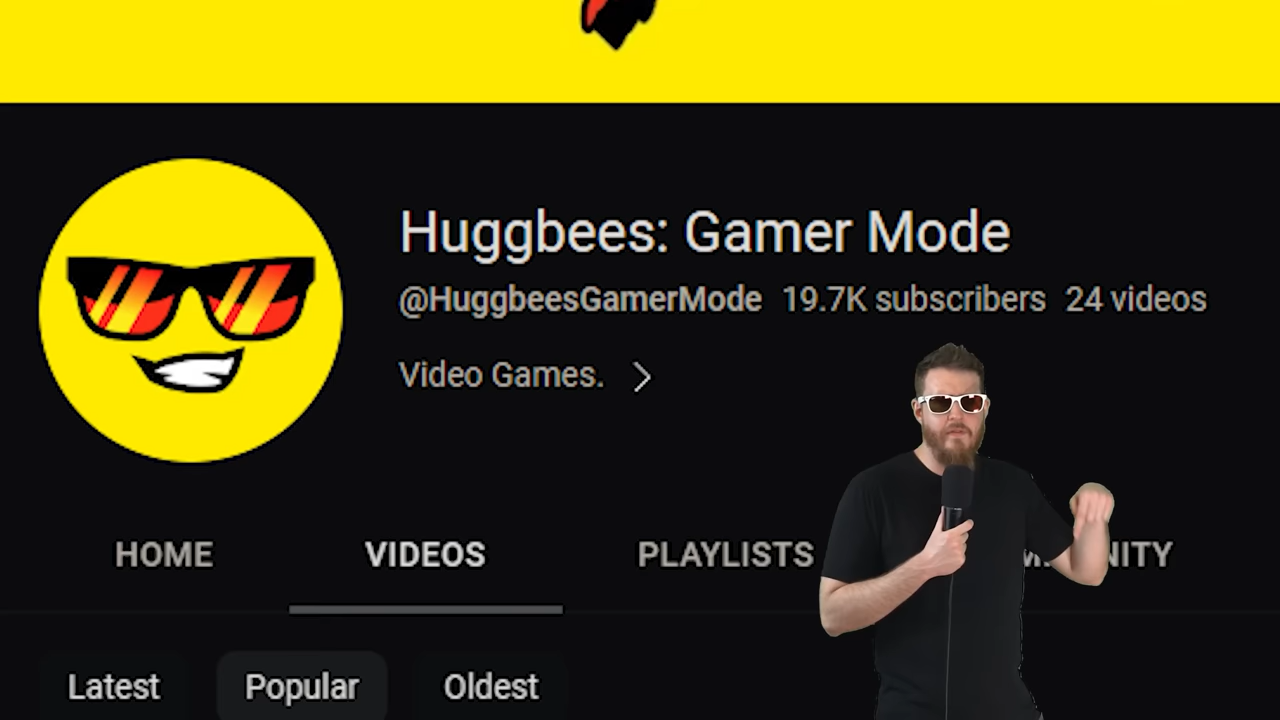 Huggbees: Gamer Mode
@HuggbeesGamerMode 19.7K subscribers 24 videos
Video Games.
HOME VIDEOS PLAYLISTS
Latest Popular Oldest